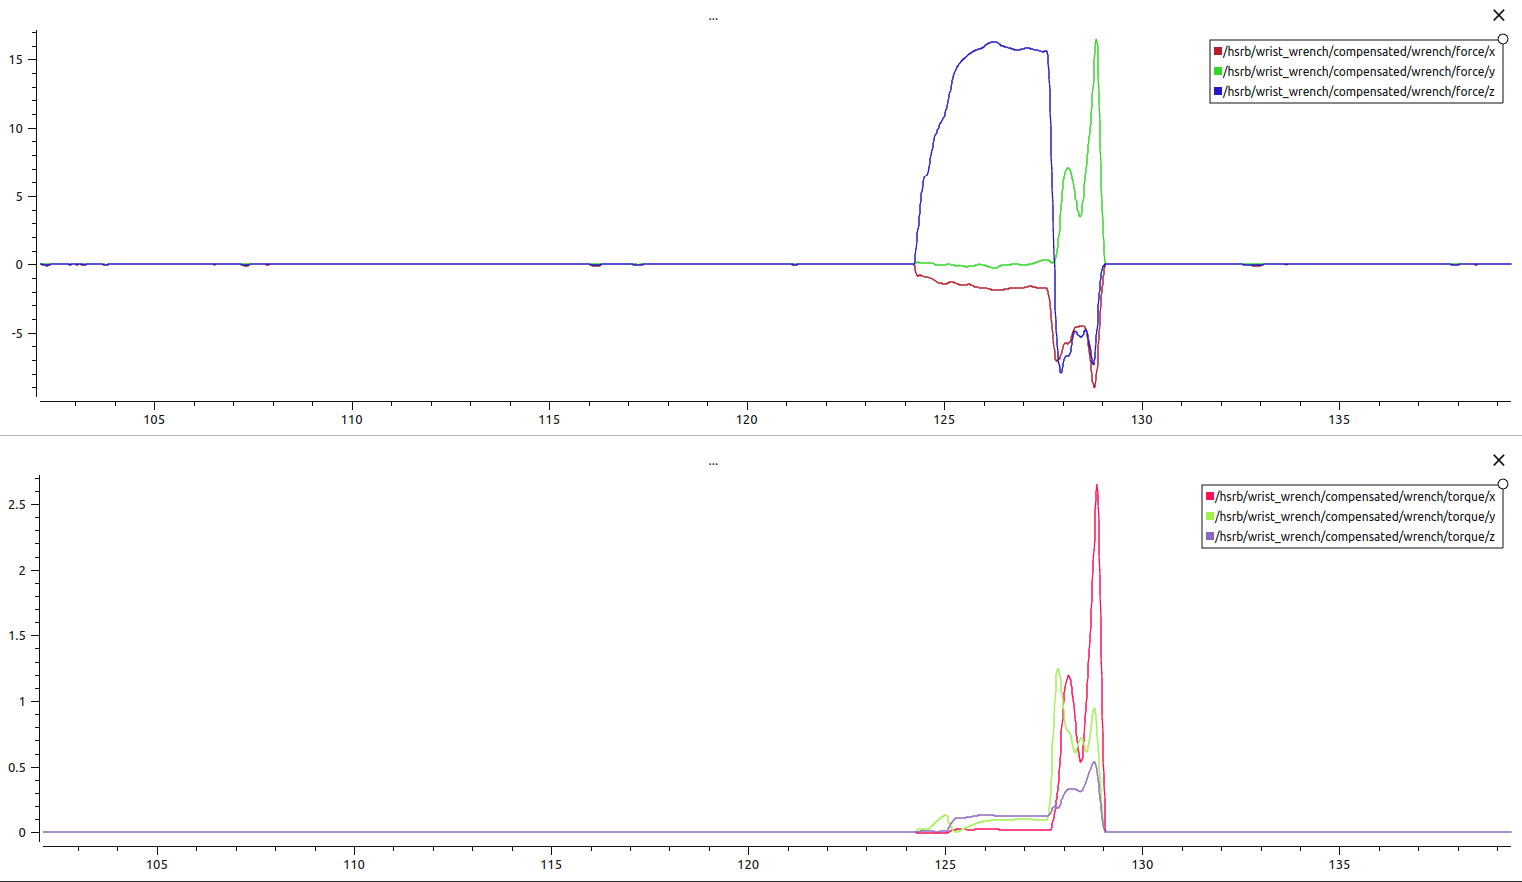 ...
/hsrb/wrist_wrench/compensated/wrench/force/x
/hsrb/wrist_wrench/compensated/wrench/force/y
/hsrb/wrist_wrench/compensated/wrench/force/z
15
10
5
0
-5
105 110 115 120 125 130 135
...
/hsrb/wrist_wrench/compensated/wrench/torque/x
/hsrb/wrist_wrench/compensated/wrench/torque/y
/hsrb/wrist_wrench/compensated/wrench/torque/z
2.5
2
1.5
1
0.5
0
105 110 115 120 125 130 135